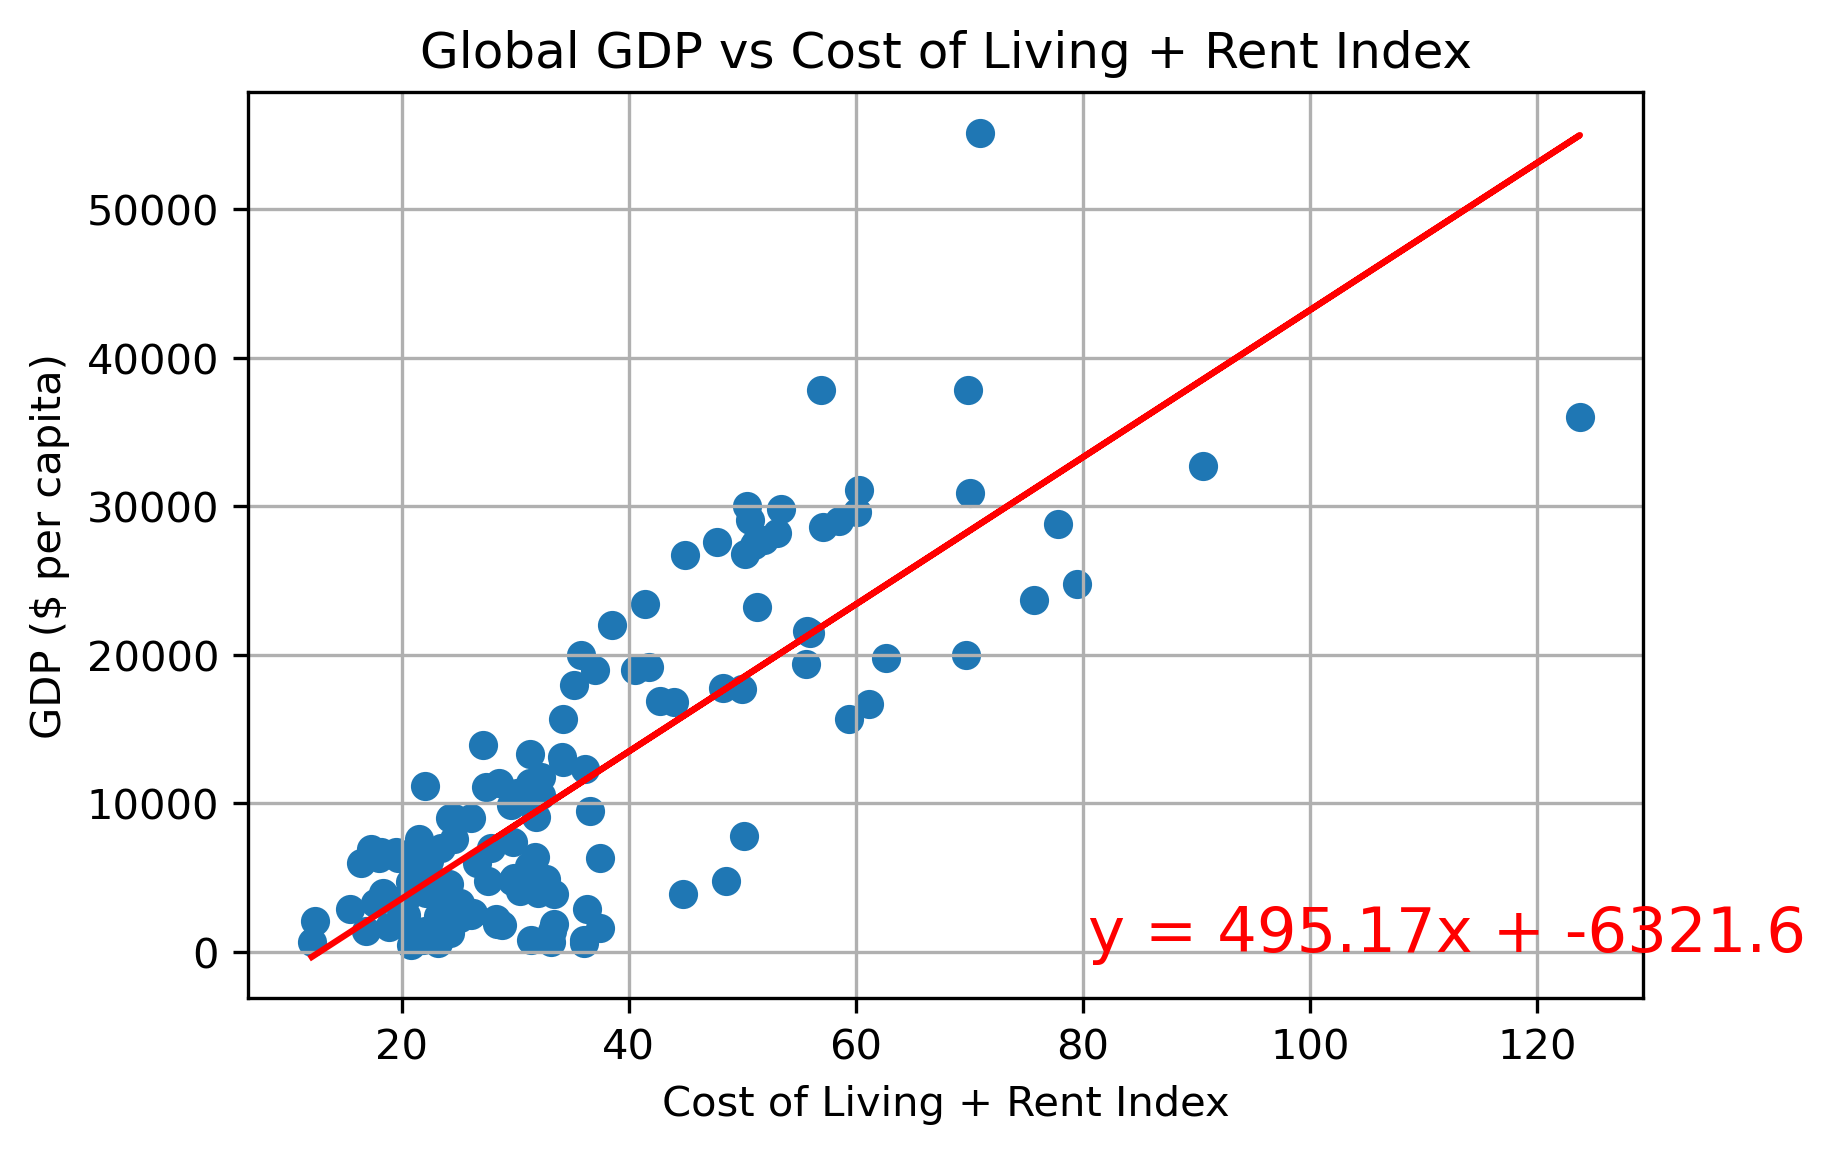 Global GDP vs Cost of Living + Rent Index
GDP ($ per capita)
50000
40000
30000
20000
10000
0
y = 495.17x + -6321.6
20 40 60 80 100 120
Cost of Living + Rent Index